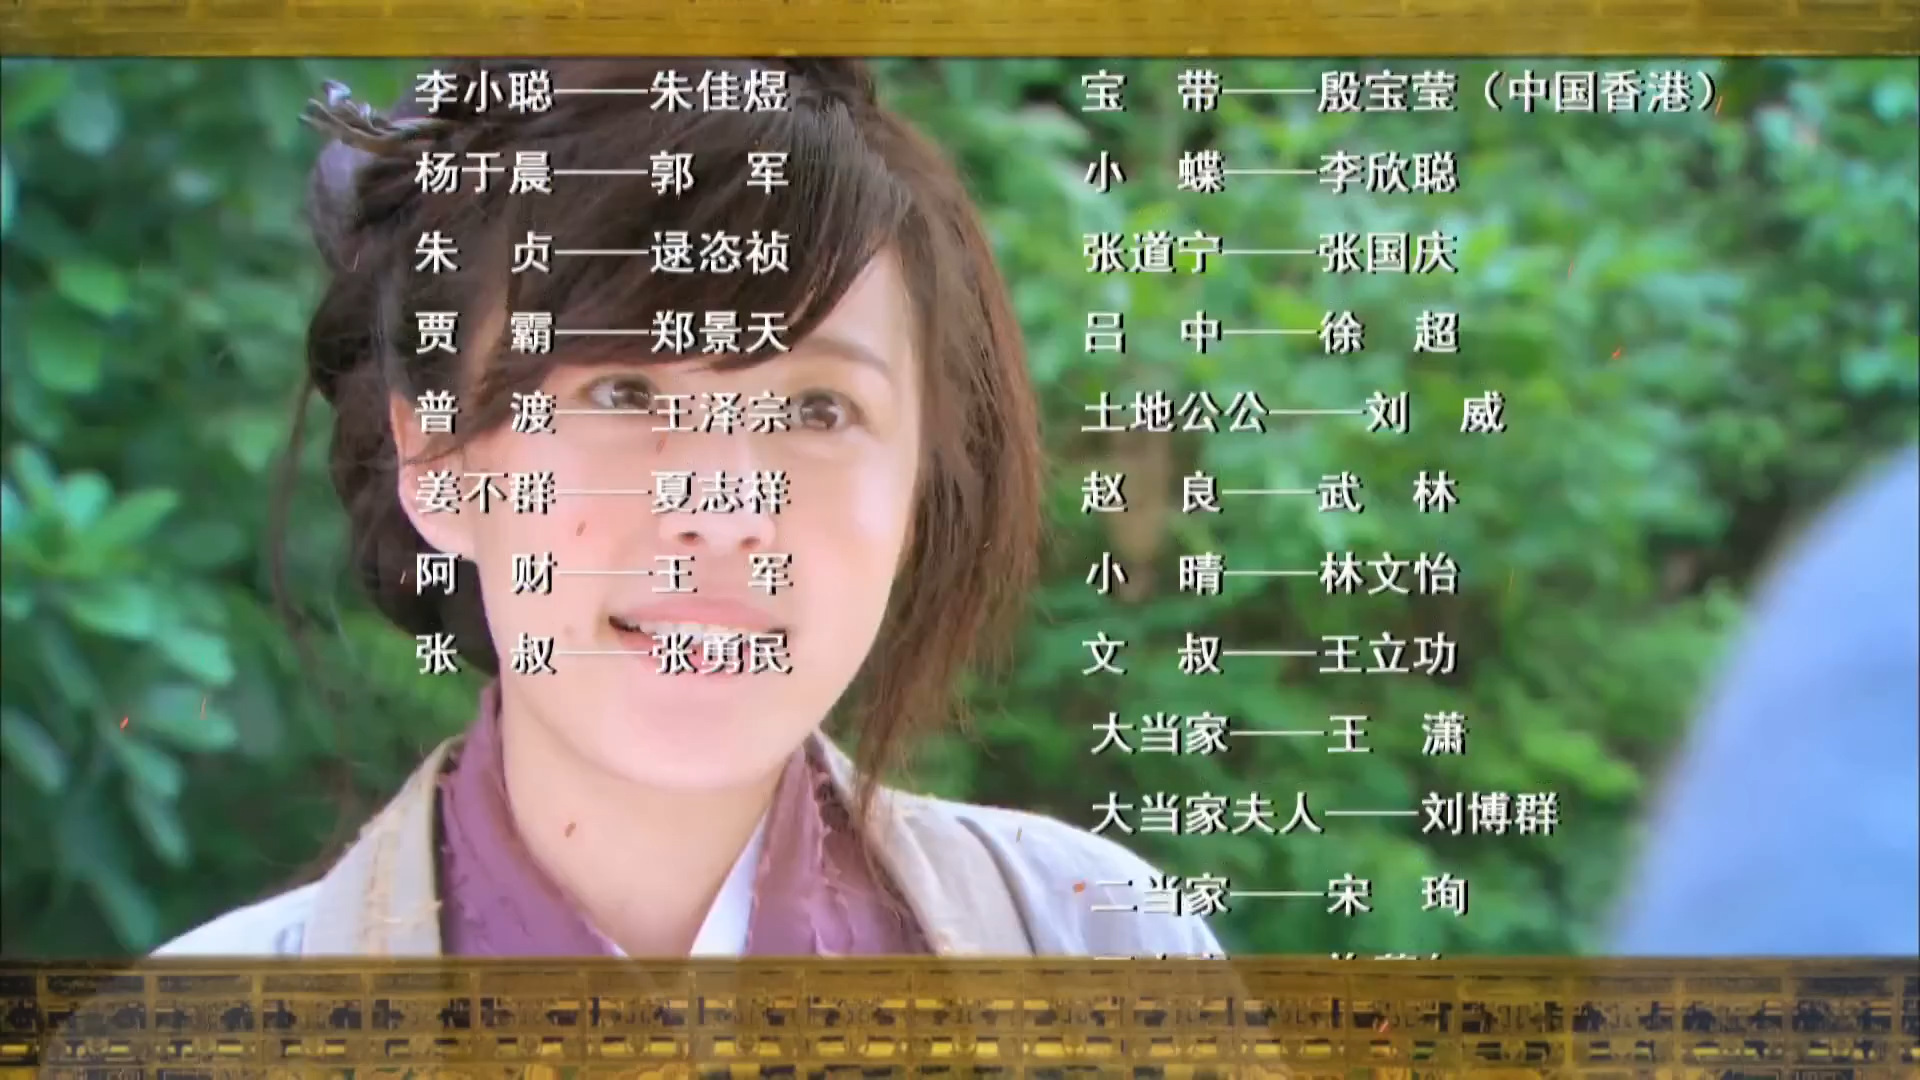 李小聪——朱佳煜
杨于晨——郭　军
朱　贞——逯恣祯
贾　霸——郑景天
普　渡——王泽宗
姜不群——夏志祥
阿　财——王　军
张　叔——张勇民
宝　带——殷宝莹（中国香港）
小　蝶——李欣聪
张道宁——张国庆
吕　中——徐　超
土地公公——刘　威
赵　良——武　林
小　晴——林文怡
文　叔——王立功
大当家——王　潇
大当家夫人——刘博群
二当家——宋　珣